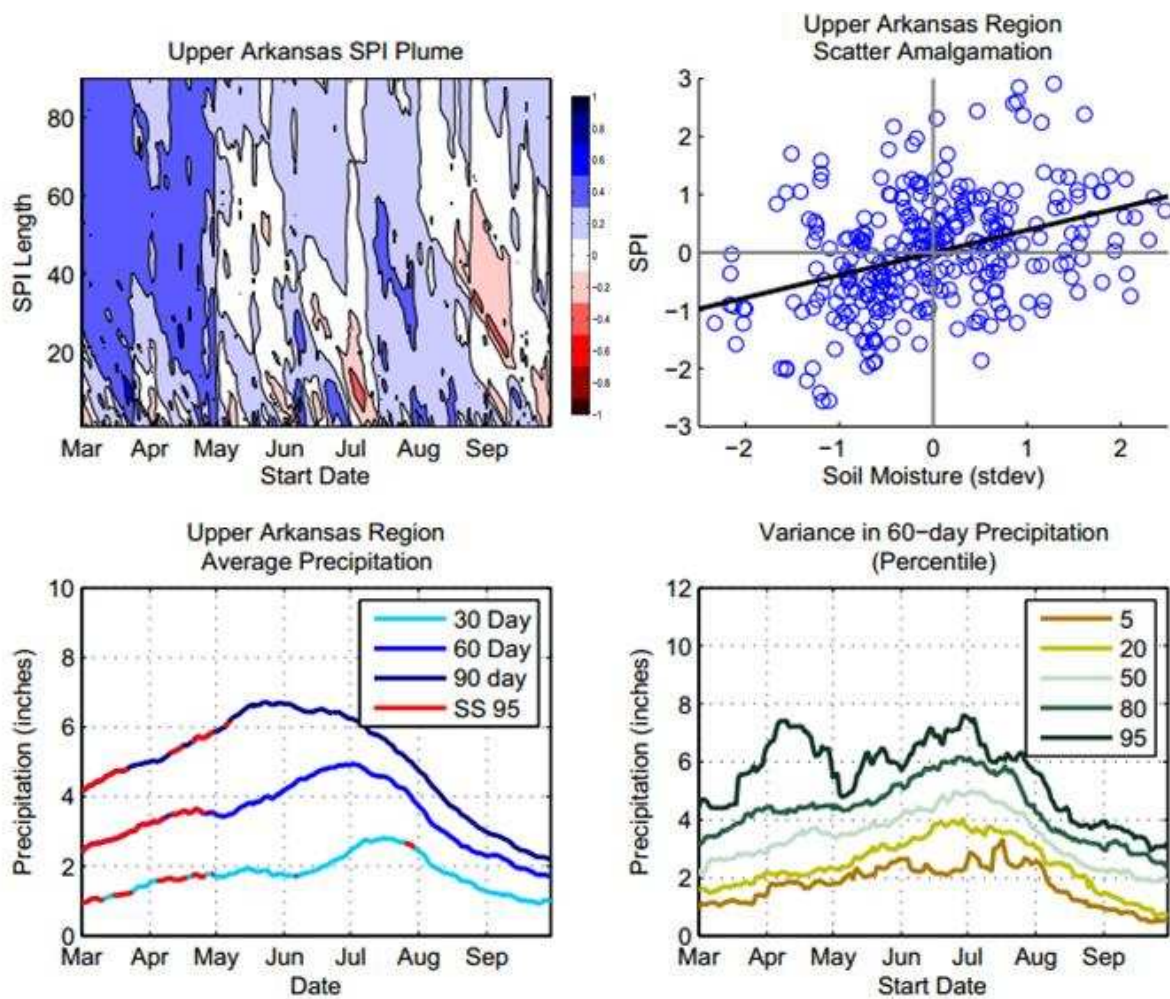 Upper Arkansas SPI Plume
SPI Length
80
60
40
20
Mar Apr May Jun Jul Aug Sep
Start Date
1
0.8
0.6
0.4
0.2
0
−0.2
−0.4
−0.6
−0.8
−1
Upper Arkansas Region
Scatter Amalgamation
SPI
3
2
1
0
−1
−2
−3
−2 −1 0 1 2
Soil Moisture (stdev)
Upper Arkansas Region
Average Precipitation
Precipitation (inches)
10
8
6
4
2
0
30 Day
60 Day
90 day
SS 95
Mar Apr May Jun Jul Aug Sep
Date
Variance in 60−day Precipitation
(Percentile)
Precipitation (inches)
12
10
8
6
4
2
0
5
20
50
80
95
Mar Apr May Jun Jul Aug Sep
Start Date